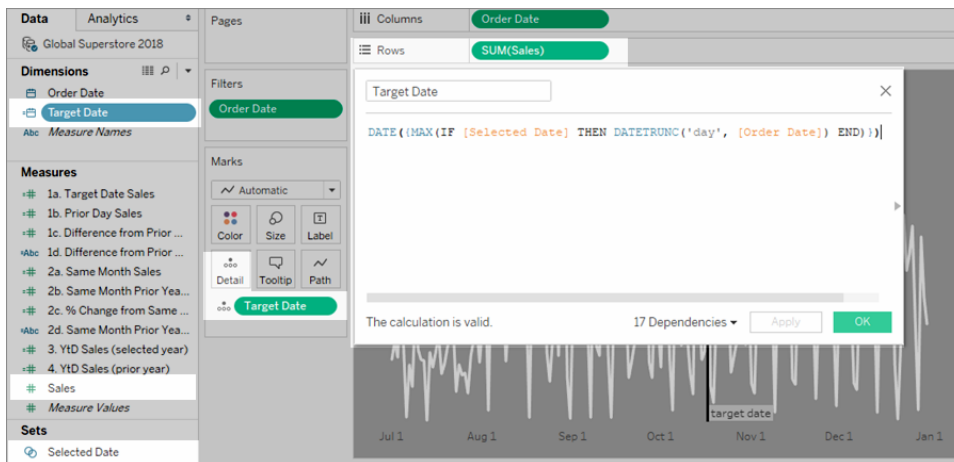 Data
Analytics
Global Superstore 2018
Dimensions
Order Date
Target Date
Abc Measure Names
Measures
1a. Target Date Sales
1b. Prior Day Sales
1c. Difference from Prior ...
Abc 1d. Difference from Prior ...
2a. Same Month Sales
2b. Same Month Prior Yea...
2c. % Change from Same ...
Abc 2d. Same Month Prior Yea...
3. YtD Sales (selected year)
4. YtD Sales (prior year)
Sales
Measure Values
Sets
Selected Date
Pages
Filters
Order Date
Marks
Automatic
Color Size Label
Detail Tooltip Path
Target Date
Columns Order Date
Rows SUM(Sales)
Target Date
DATE({MAX(IF [Selected Date] THEN DATETRUNC('day', [Order Date]) END)})
The calculation is valid. 17 Dependencies Apply OK
target date
Jul 1 Aug 1 Sep 1 Oct 1 Nov 1 Dec 1 Jan 1